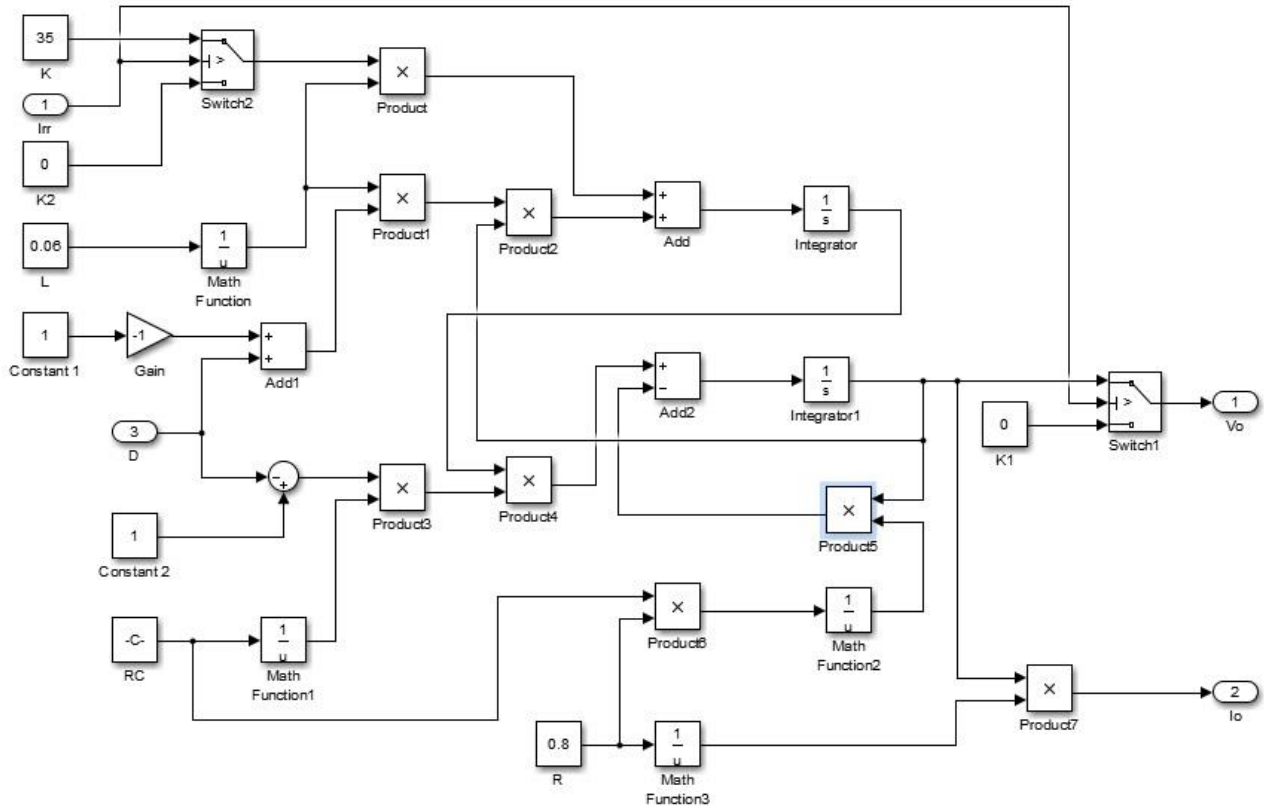 35
K
1
Irr
0
K2
0.06
L
>
Switch2
×
Product
1
u
Math
Function
×
Product1
×
Product2
+
+
Add
1
s
Integrator
1
Constant 1
-1
Gain
+
+
Add1
3
D
−
+
1
Constant 2
×
Product3
×
Product4
+
−
Add2
1
s
Integrator1
×
Product5
0
K1
>
Switch1
1
Vo
-C-
RC
1
u
Math
Function1
×
Product6
1
u
Math
Function2
0.8
R
1
u
Math
Function3
×
Product7
2
Io